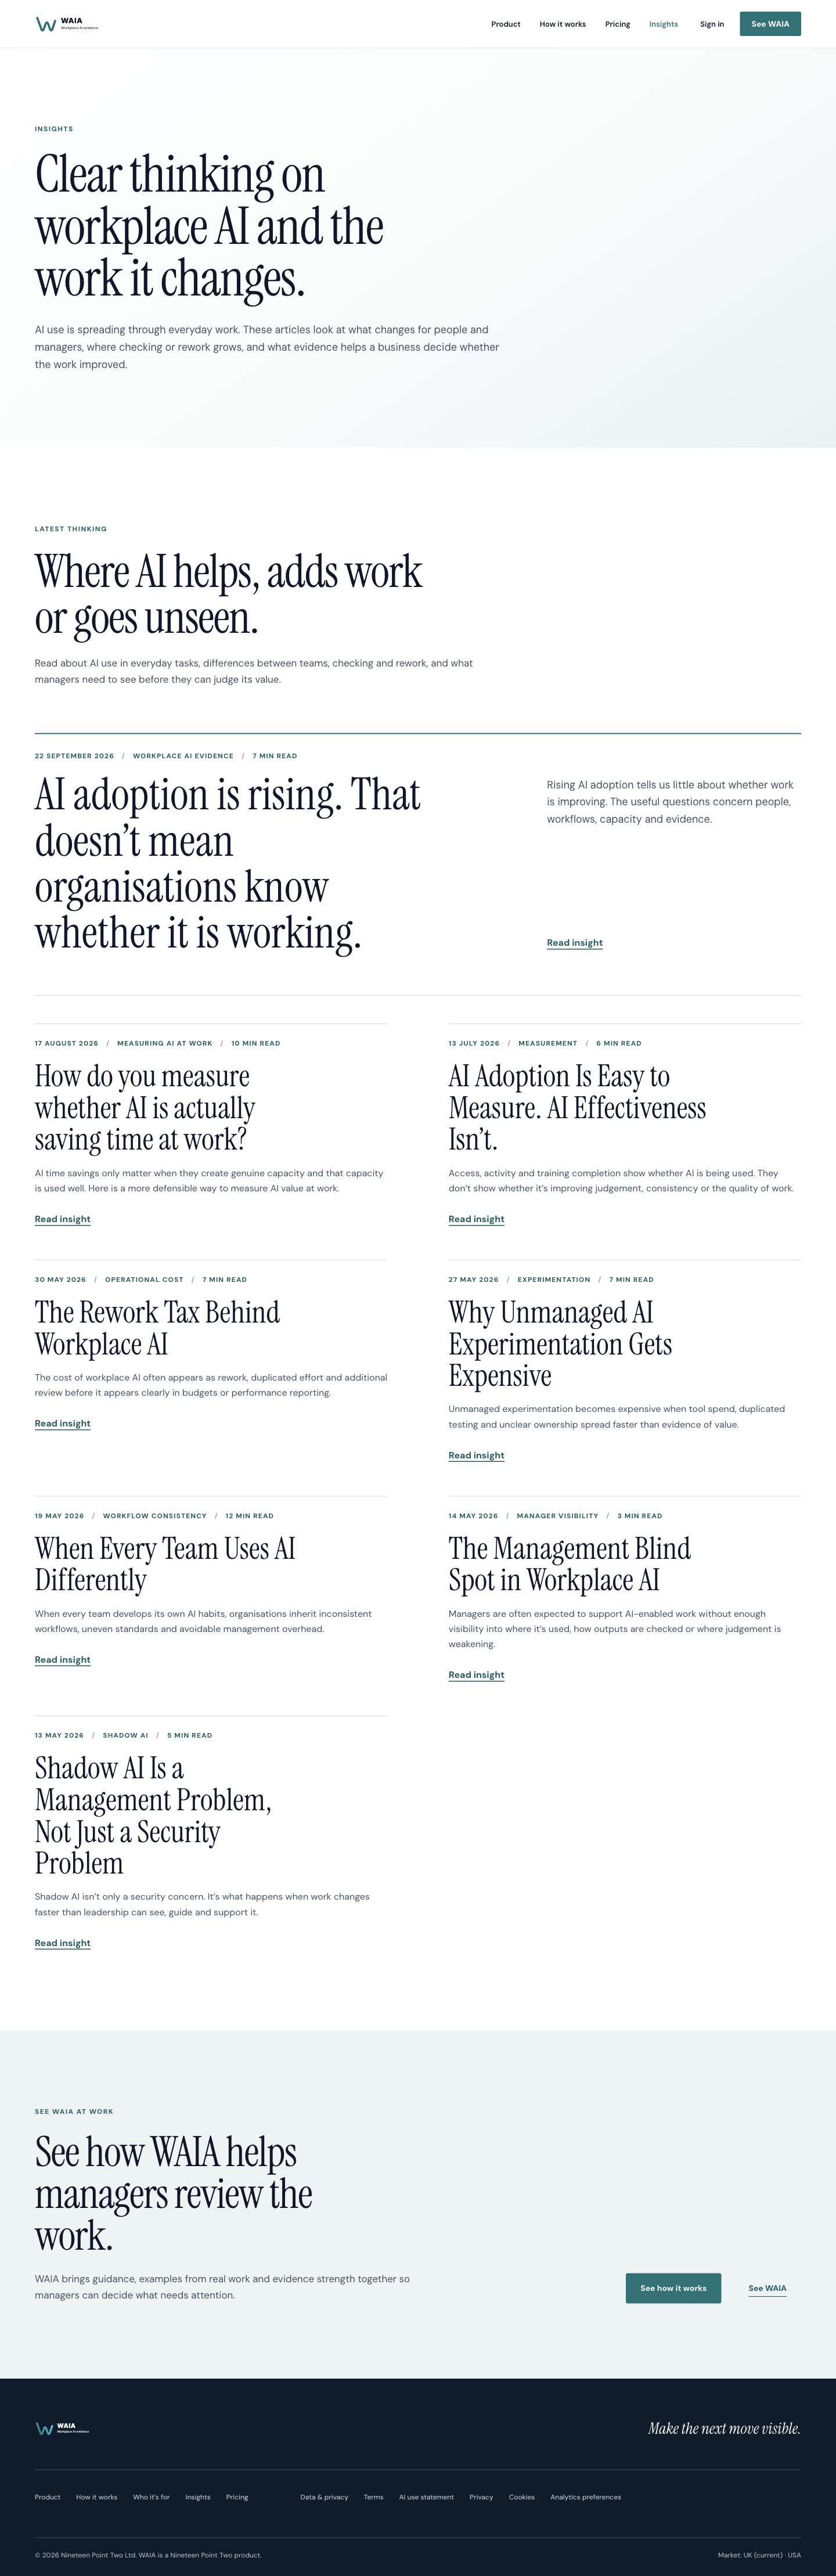 WAIA
Workplace AI evidence
Product
How it works
Pricing
Insights
Sign in
See WAIA
INSIGHTS
Clear thinking on
workplace AI and the
work it changes.
AI use is spreading through everyday work. These articles look at what changes for people and
managers, where checking or rework grows, and what evidence helps a business decide whether
the work improved.
LATEST THINKING
Where AI helps, adds work
or goes unseen.
Read about AI use in everyday tasks, differences between teams, checking and rework, and what
managers need to see before they can judge its value.
22 SEPTEMBER 2026 / WORKPLACE AI EVIDENCE / 7 MIN READ
AI adoption is rising. That
doesn’t mean
organisations know
whether it is working.
Rising AI adoption tells us little about whether work
is improving. The useful questions concern people,
workflows, capacity and evidence.
Read insight
17 AUGUST 2026 / MEASURING AI AT WORK / 10 MIN READ
How do you measure
whether AI is actually
saving time at work?
AI time savings only matter when they create genuine capacity and that capacity
is used well. Here is a more defensible way to measure AI value at work.
Read insight
13 JULY 2026 / MEASUREMENT / 6 MIN READ
AI Adoption Is Easy to
Measure. AI Effectiveness
Isn’t.
Access, activity and training completion show whether AI is being used. They
don’t show whether it’s improving judgement, consistency or the quality of work.
Read insight
30 MAY 2026 / OPERATIONAL COST / 7 MIN READ
The Rework Tax Behind
Workplace AI
The cost of workplace AI often appears as rework, duplicated effort and additional
review before it appears clearly in budgets or performance reporting.
Read insight
27 MAY 2026 / EXPERIMENTATION / 7 MIN READ
Why Unmanaged AI
Experimentation Gets
Expensive
Unmanaged experimentation becomes expensive when tool spend, duplicated
testing and unclear ownership spread faster than evidence of value.
Read insight
19 MAY 2026 / WORKFLOW CONSISTENCY / 12 MIN READ
When Every Team Uses AI
Differently
When every team develops its own AI habits, organisations inherit inconsistent
workflows, uneven standards and avoidable management overhead.
Read insight
14 MAY 2026 / MANAGER VISIBILITY / 3 MIN READ
The Management Blind
Spot in Workplace AI
Managers are often expected to support AI-enabled work without enough
visibility into where it’s used, how outputs are checked or where judgement is
weakening.
Read insight
13 MAY 2026 / SHADOW AI / 5 MIN READ
Shadow AI Is a
Management Problem,
Not Just a Security
Problem
Shadow AI isn’t only a security concern. It’s what happens when work changes
faster than leadership can see, guide and support it.
Read insight
SEE WAIA AT WORK
See how WAIA helps
managers review the
work.
WAIA brings guidance, examples from real work and evidence strength together so
managers can decide what needs attention.
See how it works
See WAIA
WAIA
Workplace AI evidence
Make the next move visible.
Product
How it works
Who it’s for
Insights
Pricing
Data & privacy
Terms
AI use statement
Privacy
Cookies
Analytics preferences
© 2026 Nineteen Point Two Ltd. WAIA is a Nineteen Point Two product.
Market: UK (current) · USA